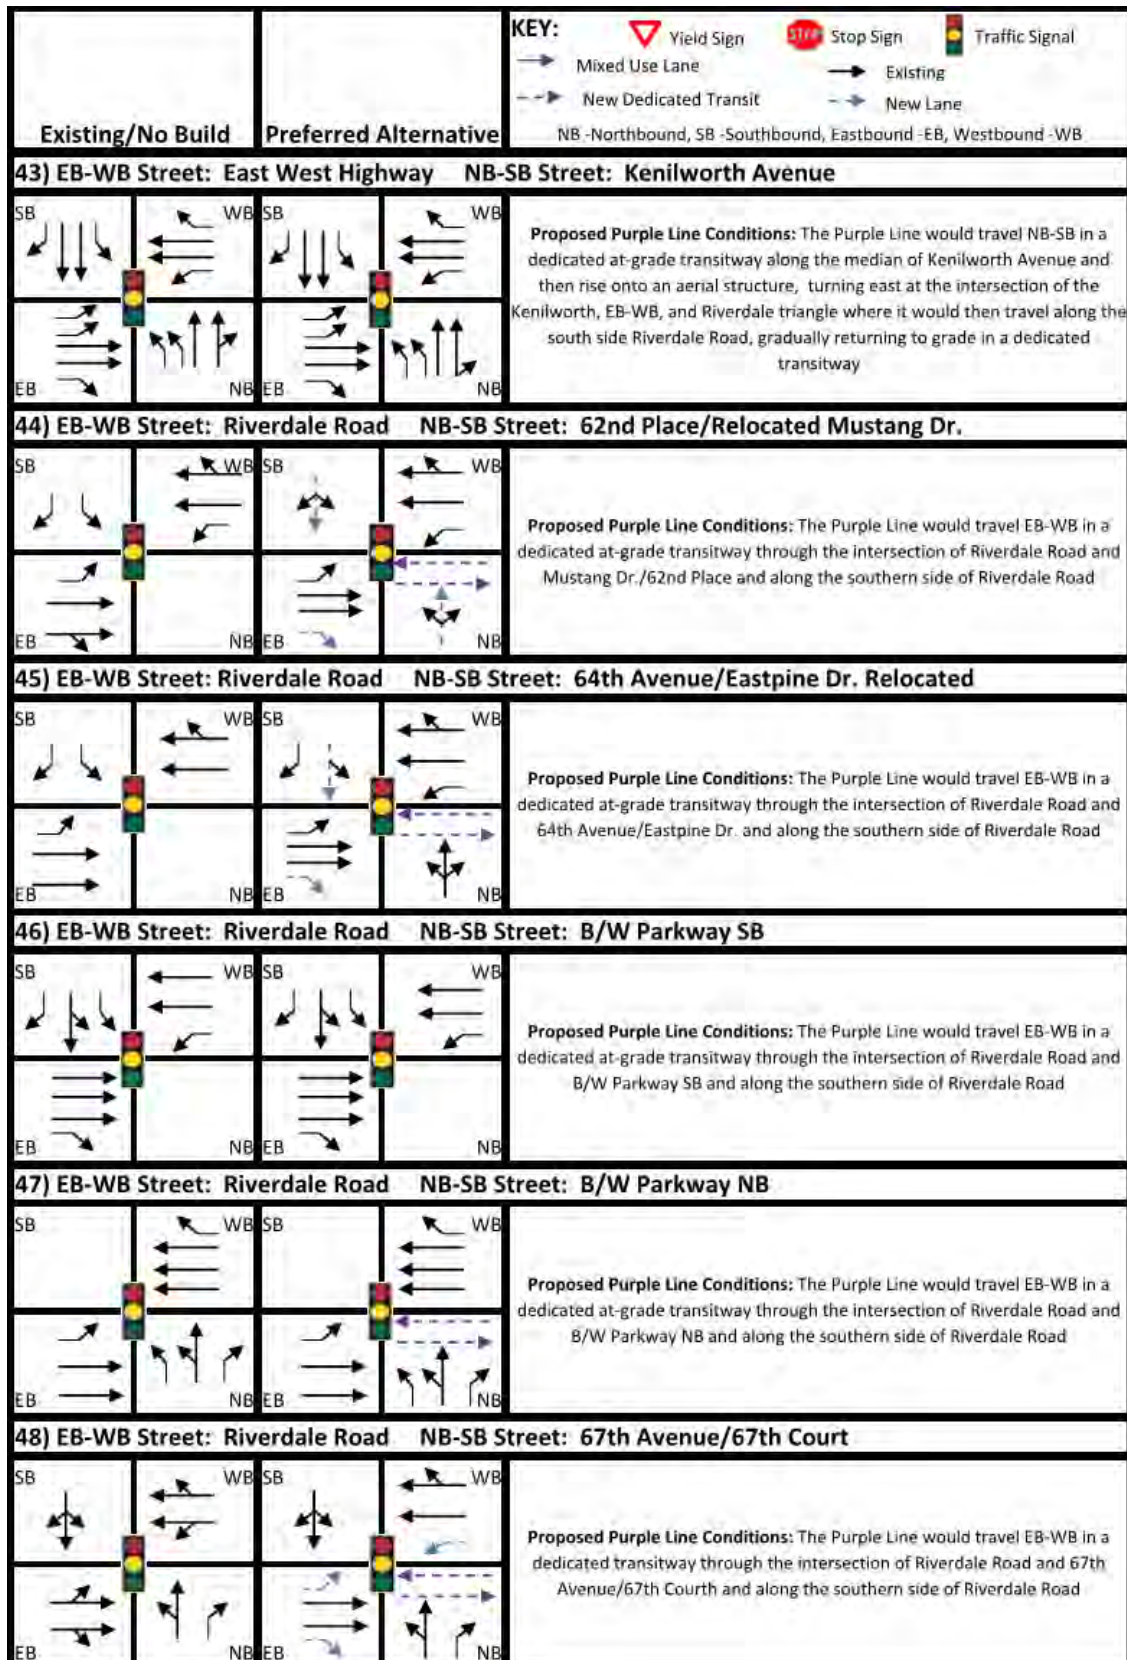 KEY:
Yield Sign
STOP
Stop Sign
Traffic Signal
Mixed Use Lane
Existing
New Dedicated Transit
New Lane
Existing/No Build
Preferred Alternative
NB -Northbound, SB -Southbound, Eastbound -EB, Westbound -WB
43) EB-WB Street: East West Highway NB-SB Street: Kenilworth Avenue
SB
WB
SB
WB
EB
NB
EB
NB
Proposed Purple Line Conditions: The Purple Line would travel NB-SB in a
dedicated at-grade transitway along the median of Kenilworth Avenue and
then rise onto an aerial structure, turning east at the intersection of the
Kenilworth, EB-WB, and Riverdale triangle where it would then travel along the
south side Riverdale Road, gradually returning to grade in a dedicated
transitway
44) EB-WB Street: Riverdale Road NB-SB Street: 62nd Place/Relocated Mustang Dr.
SB
WB
SB
WB
EB
NB
EB
NB
Proposed Purple Line Conditions: The Purple Line would travel EB-WB in a
dedicated at-grade transitway through the intersection of Riverdale Road and
Mustang Dr./62nd Place and along the southern side of Riverdale Road
45) EB-WB Street: Riverdale Road NB-SB Street: 64th Avenue/Eastpine Dr. Relocated
SB
WB
SB
WB
EB
NB
EB
NB
Proposed Purple Line Conditions: The Purple Line would travel EB-WB in a
dedicated at-grade transitway through the intersection of Riverdale Road and
64th Avenue/Eastpine Dr. and along the southern side of Riverdale Road
46) EB-WB Street: Riverdale Road NB-SB Street: B/W Parkway SB
SB
WB
SB
WB
EB
NB
EB
NB
Proposed Purple Line Conditions: The Purple Line would travel EB-WB in a
dedicated at-grade transitway through the intersection of Riverdale Road and
B/W Parkway SB and along the southern side of Riverdale Road
47) EB-WB Street: Riverdale Road NB-SB Street: B/W Parkway NB
SB
WB
SB
WB
EB
NB
EB
NB
Proposed Purple Line Conditions: The Purple Line would travel EB-WB in a
dedicated at-grade transitway through the intersection of Riverdale Road and
B/W Parkway NB and along the southern side of Riverdale Road
48) EB-WB Street: Riverdale Road NB-SB Street: 67th Avenue/67th Court
SB
WB
SB
WB
EB
NB
EB
NB
Proposed Purple Line Conditions: The Purple Line would travel EB-WB in a
dedicated transitway through the intersection of Riverdale Road and 67th
Avenue/67th Courth and along the southern side of Riverdale Road